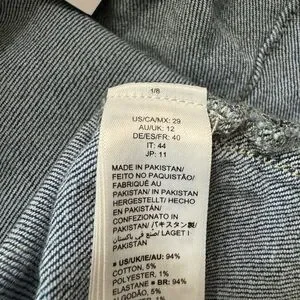 1/8
US/CA/MX: 29
AU/UK: 12
DE/ES/FR: 40
IT: 44
JP: 11
MADE IN PAKISTAN/
FEITO NO PAQUISTÃO/
FABRIQUÉ AU
PAKISTAN/ IN PAKISTAN
HERGESTELLT/ HECHO
EN PAKISTÁN/
CONFEZIONATO IN
PAKISTAN/ パキスタン製/
صنع في باكستان/ LAGET I
PAKISTAN
■ US/UK/IE/AU: 94%
COTTON, 5%
POLYESTER, 1%
ELASTANE ■ BR: 94%
ALGODÃO, 5%